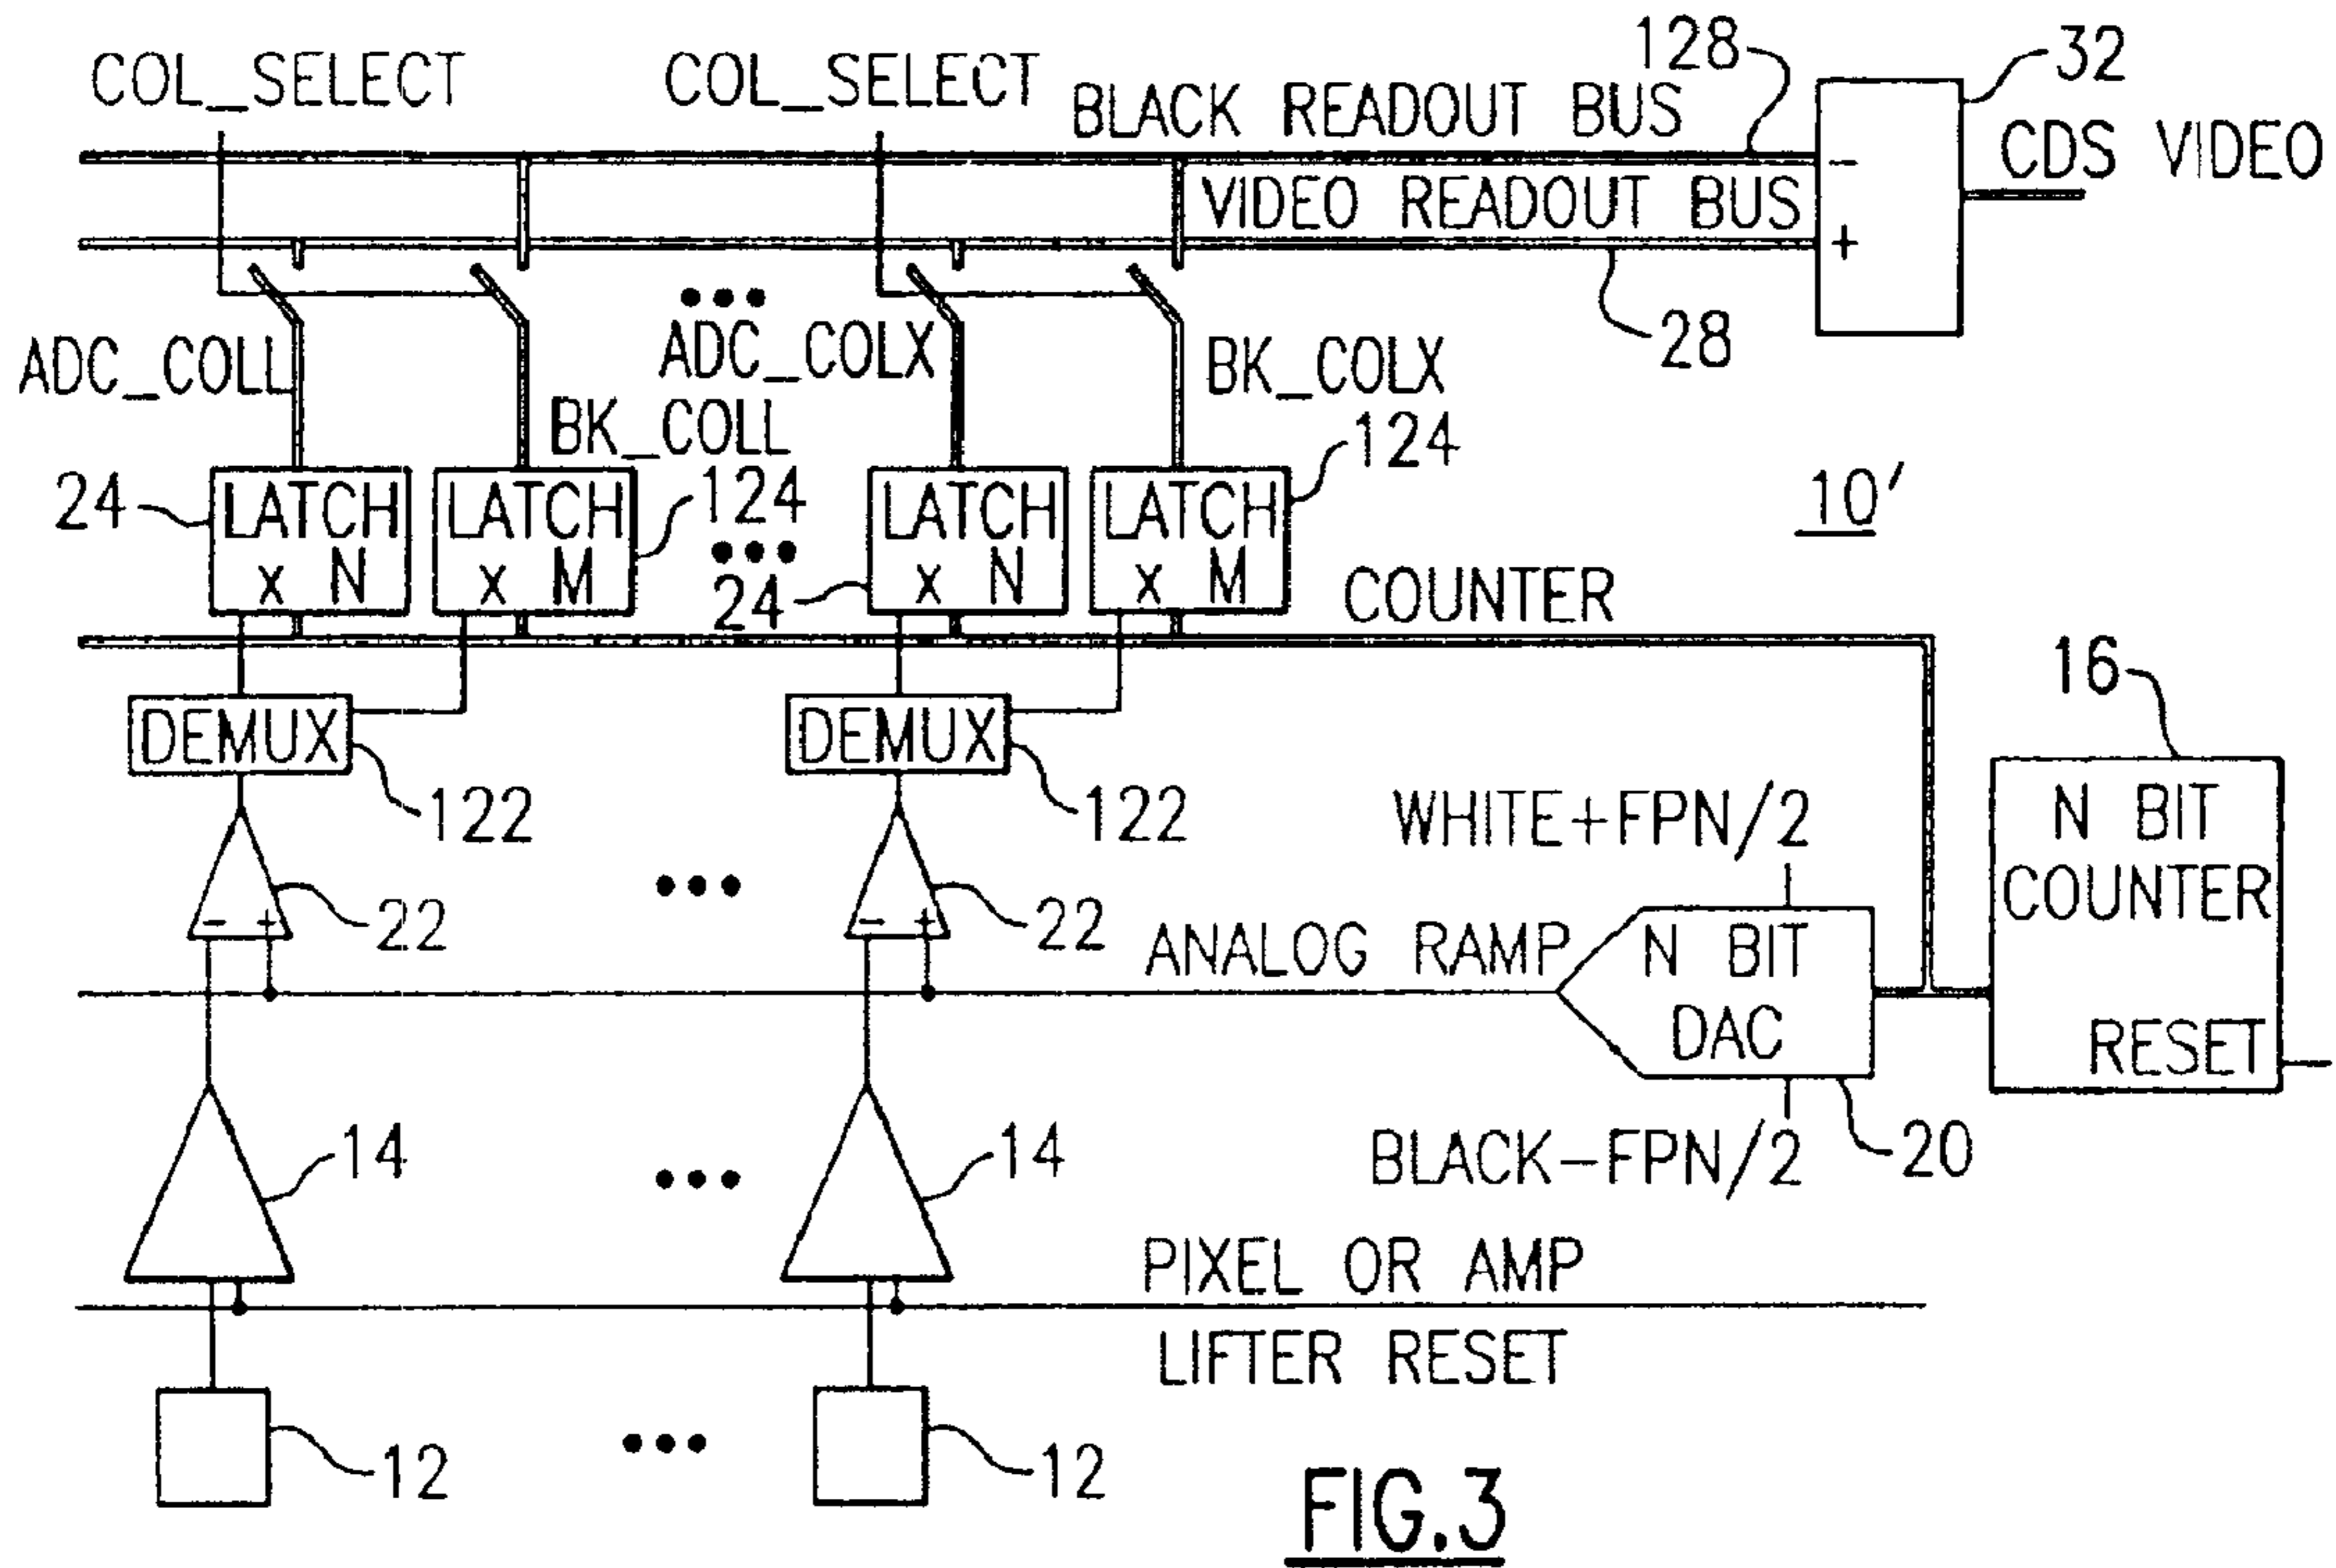 128
32
COL_SELECT
COL_SELECT
BLACK READOUT BUS
CDS VIDEO
-
VIDEO READOUT BUS
+
28
ADC_COLL
ADC_COLX
BK_COLX
BK_COLL
124
24
LATCH
x N
LATCH
x M
124
24
LATCH
x N
LATCH
x M
10'
COUNTER
16
DEMUX
DEMUX
122
122
WHITE+FPN/2
N BIT
COUNTER
RESET
- +
22
- +
22
ANALOG RAMP
N BIT
DAC
BLACK-FPN/2
20
14
14
PIXEL OR AMP
LIFTER RESET
12
12
FIG.3